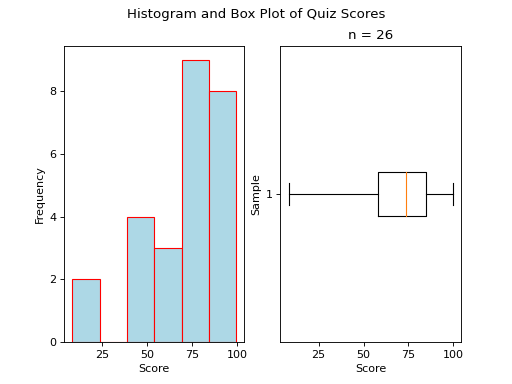 Histogram and Box Plot of Quiz Scores
n = 26
Frequency
8
6
4
2
0
25 50 75 100
Score
Sample
1
25 50 75 100
Score